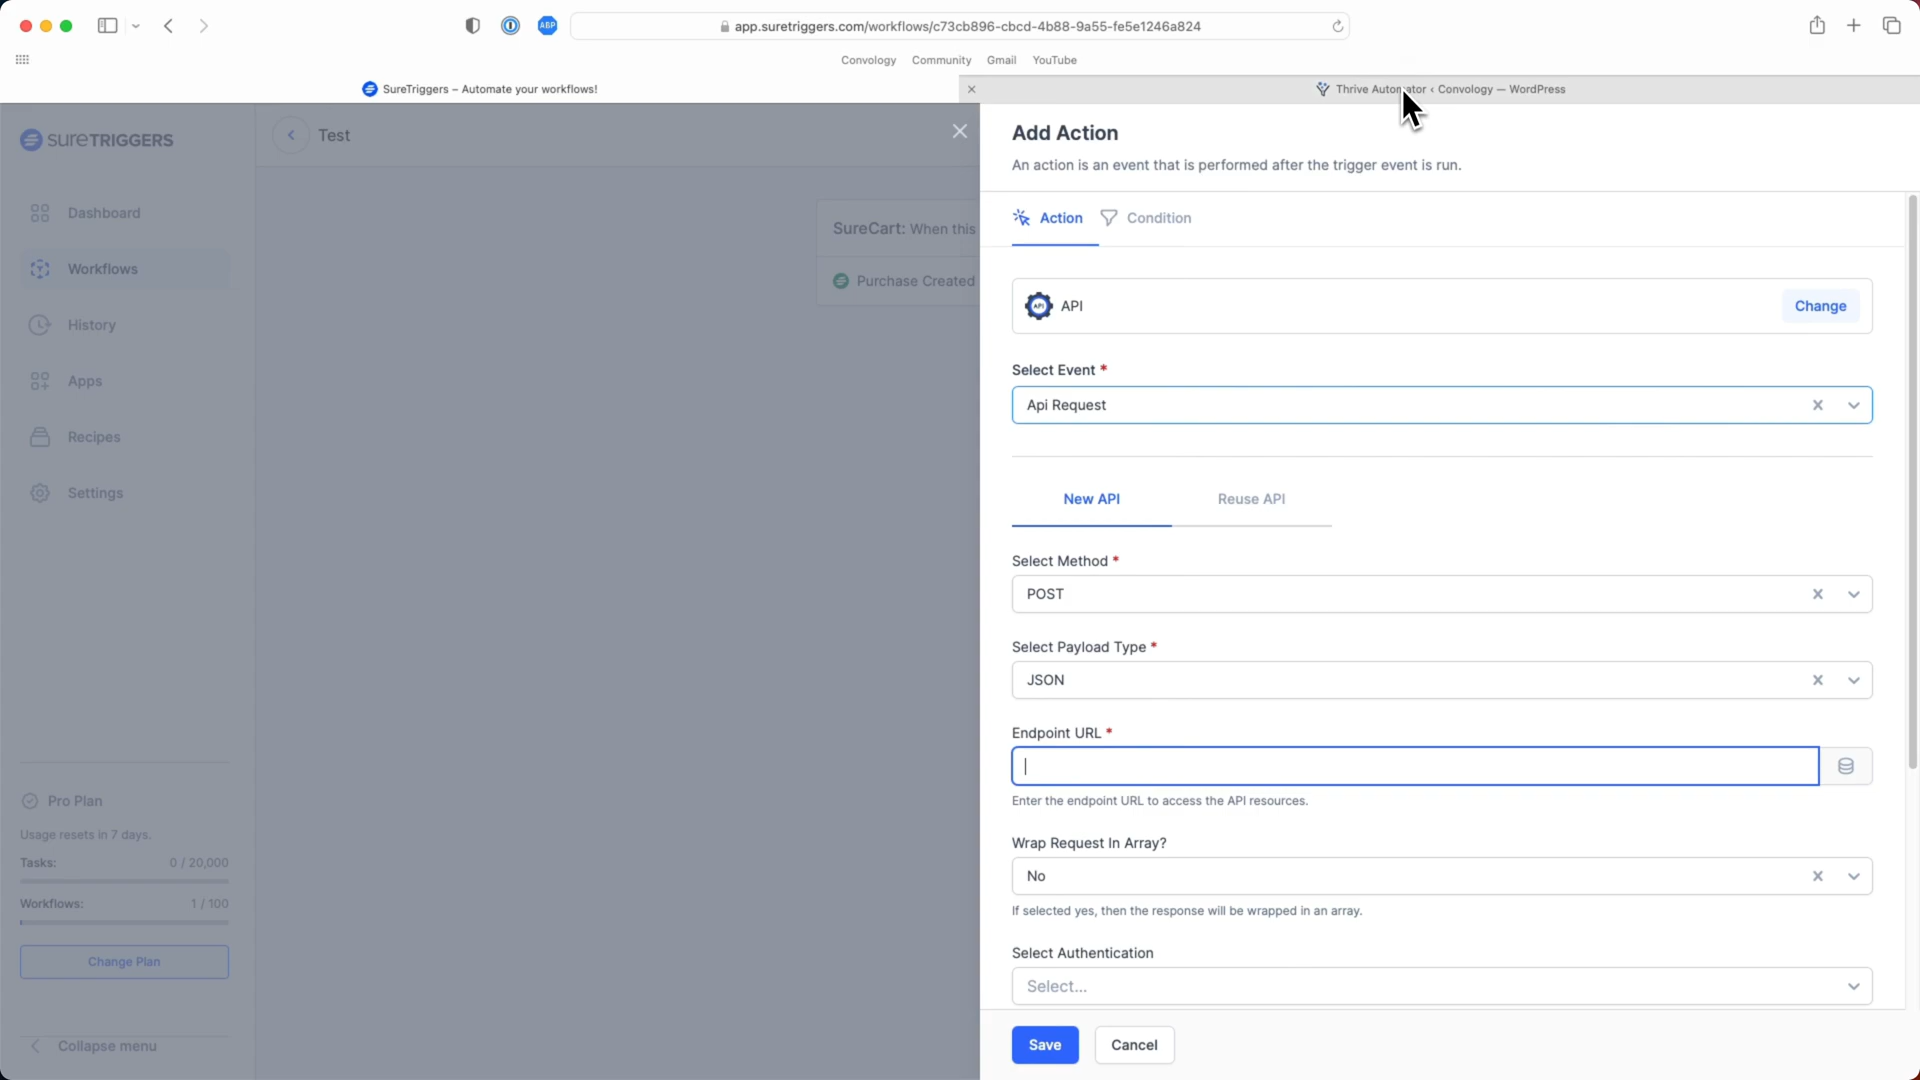 app.suretriggers.com/workflows/c73cb896-cbcd-4b88-9a55-fe5e1246a824
ABP
Convology Community Gmail YouTube
SureTriggers – Automate your workflows!
Thrive Automator ‹ Convology — WordPress
SureTRIGGERS
Test
Add Action
An action is an event that is performed after the trigger event is run.
Dashboard
Workflows
History
Apps
Recipes
Settings
SureCart: When this
Purchase Created
Action
Condition
API
API
Change
Select Event *
Api Request
New API
Reuse API
Select Method *
POST
Select Payload Type *
JSON
Endpoint URL *
Enter the endpoint URL to access the API resources.
Wrap Request In Array?
No
If selected yes, then the response will be wrapped in an array.
Select Authentication
Select...
Save
Cancel
Pro Plan
Usage resets in 7 days.
Tasks: 0 / 20,000
Workflows: 1 / 100
Change Plan
Collapse menu